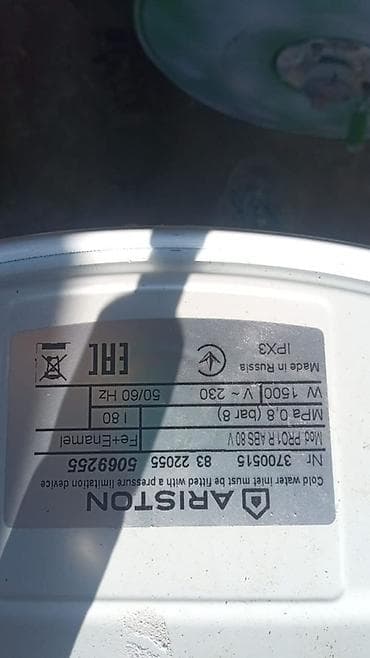 ARISTON
Cold water inlet must be fitted with a pressure limitation device
Nr 3700515 83 22055 5069255
Mod. PRO1 R ABS 80 V Fe+Enamel
MPa 0,8 (bar 8) l 80
W 1500 V ~ 230 50/60 Hz
Made in Russia
IPX3
EAC